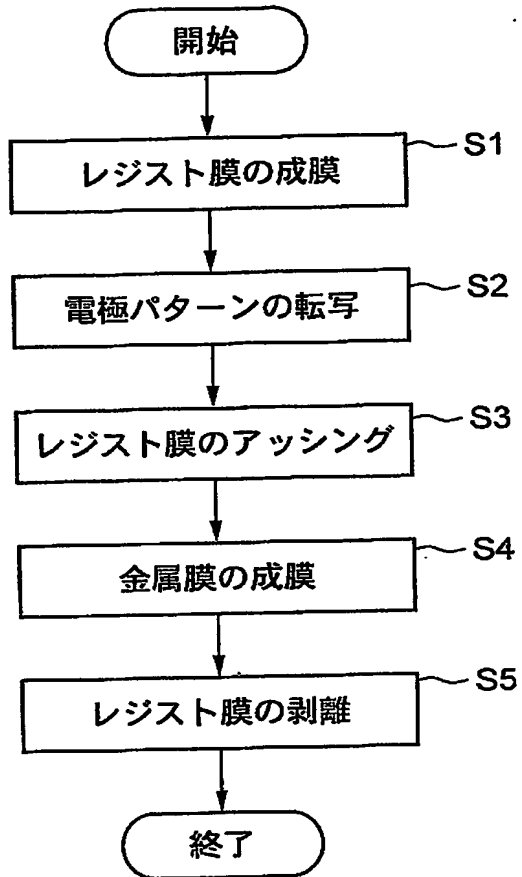 開始
S1
レジスト膜の成膜
S2
電極パターンの転写
S3
レジスト膜のアッシング
S4
金属膜の成膜
S5
レジスト膜の剥離
終了